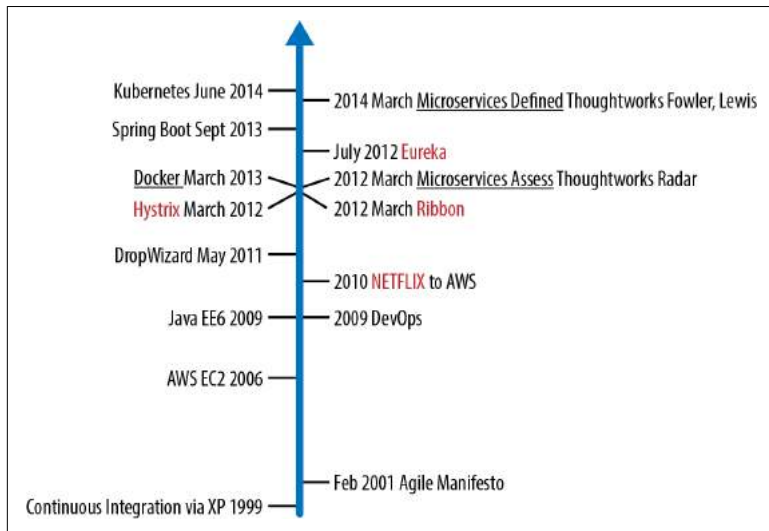 Kubernetes June 2014
2014 March Microservices Defined Thoughtworks Fowler, Lewis
Spring Boot Sept 2013
July 2012 Eureka
Docker March 2013
2012 March Microservices Assess Thoughtworks Radar
Hystrix March 2012
2012 March Ribbon
DropWizard May 2011
2010 NETFLIX to AWS
Java EE6 2009
2009 DevOps
AWS EC2 2006
Feb 2001 Agile Manifesto
Continuous Integration via XP 1999